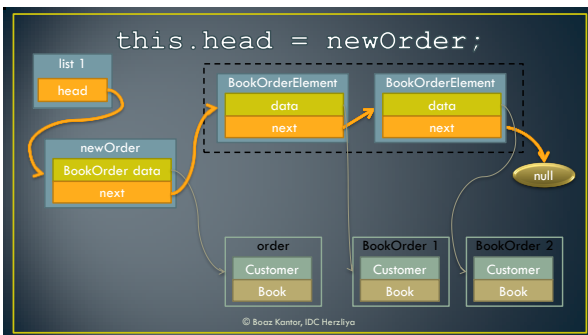 this.head = newOrder;
list 1
head
BookOrderElement
data
next
BookOrderElement
data
next
newOrder
BookOrder data
next
null
order
Customer
Book
BookOrder 1
Customer
Book
BookOrder 2
Customer
Book
© Boaz Kantor, IDC Herzliya